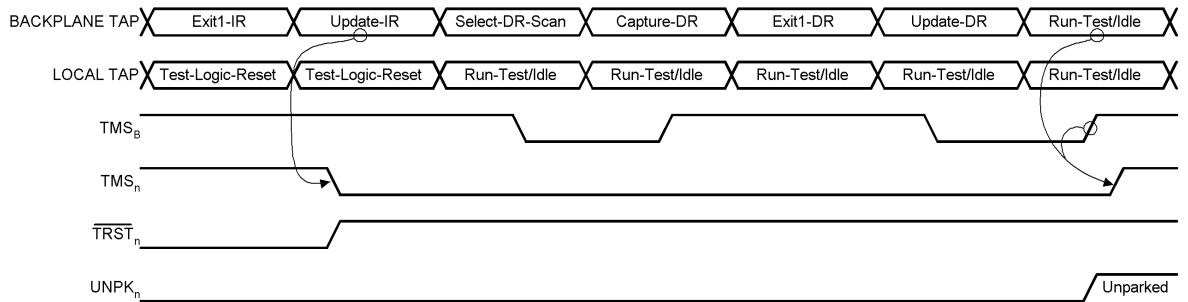 BACKPLANE TAP Exit1-IR Update-IR Select-DR-Scan Capture-DR Exit1-DR Update-DR Run-Test/Idle
LOCAL TAP Test-Logic-Reset Test-Logic-Reset Run-Test/Idle Run-Test/Idle Run-Test/Idle Run-Test/Idle Run-Test/Idle
TMSB
TMSn
TRSTn
UNPKn Unparked